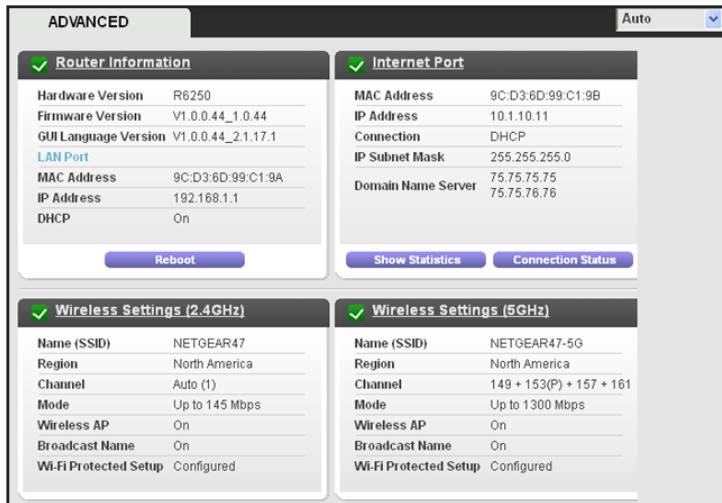 ADVANCED
Auto
Router Information
Hardware Version R6250
Firmware Version V1.0.0.44_1.0.44
GUI Language Version V1.0.0.44_2.1.17.1
LAN Port
MAC Address 9C:D3:6D:99:C1:9A
IP Address 192.168.1.1
DHCP On
Reboot
Internet Port
MAC Address 9C:D3:6D:99:C1:9B
IP Address 10.1.10.11
Connection DHCP
IP Subnet Mask 255.255.255.0
Domain Name Server 75.75.75.75
75.75.76.76
Show Statistics Connection Status
Wireless Settings (2.4GHz)
Name (SSID) NETGEAR47
Region North America
Channel Auto (1)
Mode Up to 145 Mbps
Wireless AP On
Broadcast Name On
Wi-Fi Protected Setup Configured
Wireless Settings (5GHz)
Name (SSID) NETGEAR47-5G
Region North America
Channel 149 + 153(P) + 157 + 161
Mode Up to 1300 Mbps
Wireless AP On
Broadcast Name On
Wi-Fi Protected Setup Configured